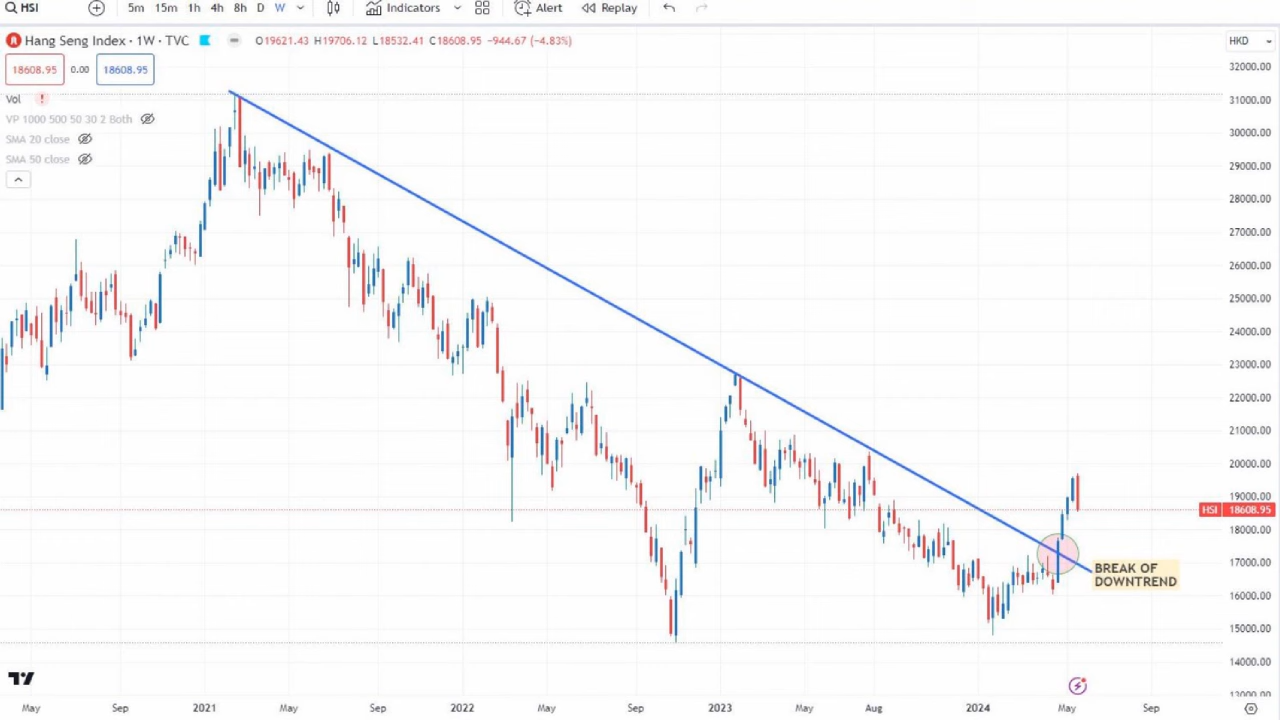 HSI 5m 15m 1h 4h 8h D W Indicators Alert Replay
Hang Seng Index · 1W · TVC O19621.43 H19706.12 L18532.41 C18608.95 -944.67 (-4.83%) HKD
18608.95 0.00 18608.95
Vol !
VP 1000 500 50 30 2 Both
SMA 20 close
SMA 50 close
32000.00
31000.00
30000.00
29000.00
28000.00
27000.00
26000.00
25000.00
24000.00
23000.00
22000.00
21000.00
20000.00
19000.00
HSI 18608.95
18000.00
17000.00
BREAK OF
DOWNTREND
16000.00
15000.00
14000.00
13000.00
May Sep 2021 May Sep 2022 May Sep 2023 May Aug 2024 May Sep